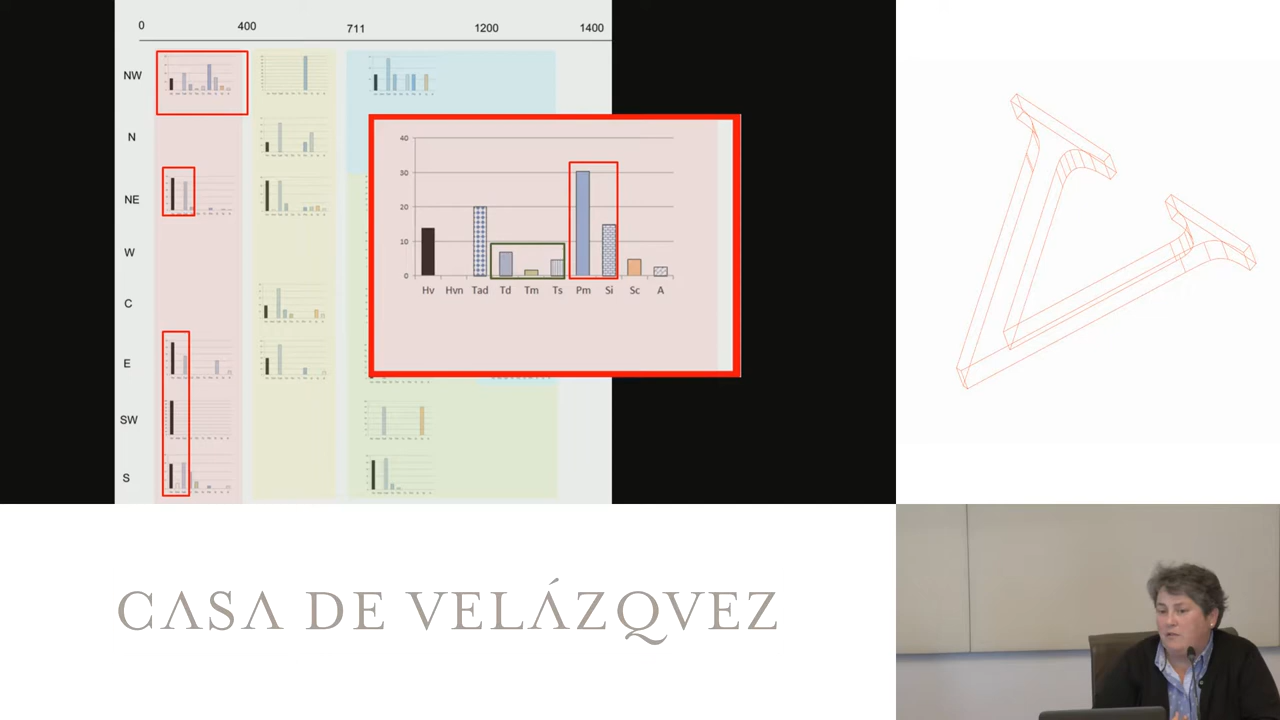 0 400 711 1200 1400
NW
N
NE
W
C
E
SW
S
40
30
20
10
0
Hv Hvn Tad Td Tm Ts Pm Si Sc A
CASA DE VELÁZQVEZ